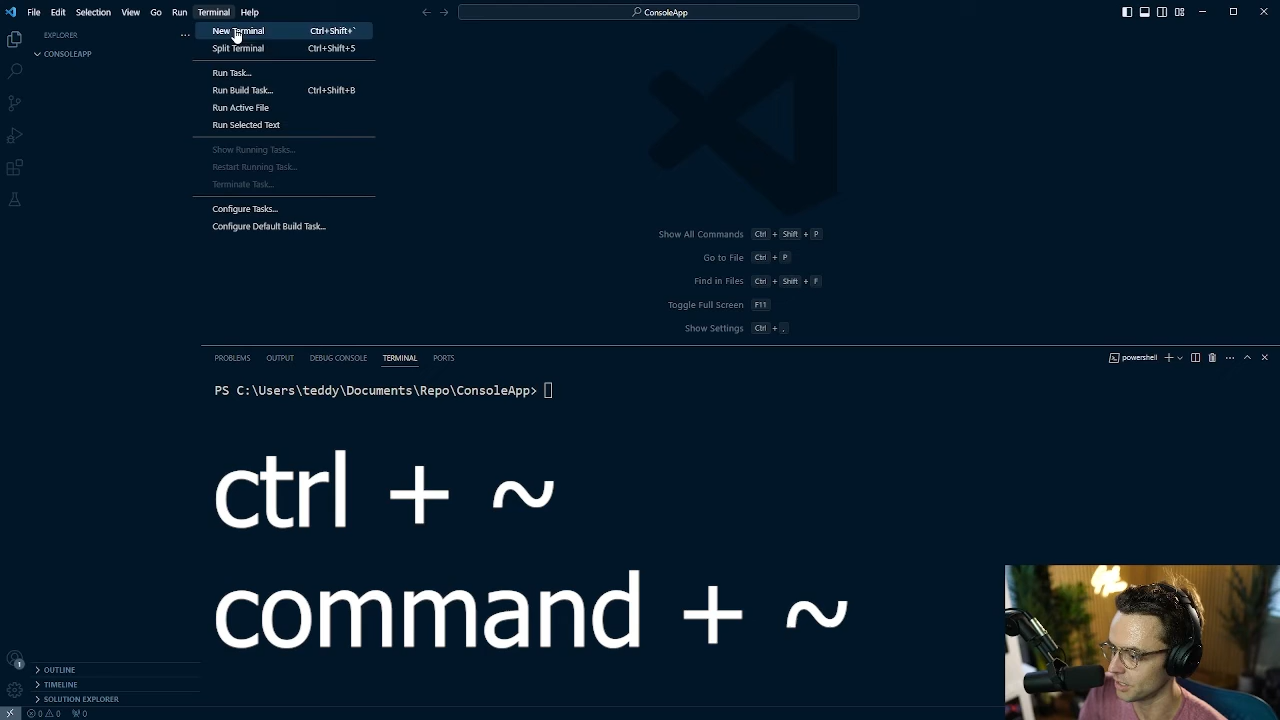 File Edit Selection View Go Run Terminal Help
ConsoleApp
EXPLORER
CONSOLEAPP
New Terminal Ctrl+Shift+`
Split Terminal Ctrl+Shift+5
Run Task...
Run Build Task... Ctrl+Shift+B
Run Active File
Run Selected Text
Show Running Tasks...
Restart Running Task...
Terminate Task...
Configure Tasks...
Configure Default Build Task...
Show All Commands Ctrl + Shift + P
Go to File Ctrl + P
Find in Files Ctrl + Shift + F
Toggle Full Screen F11
Show Settings Ctrl + ,
PROBLEMS OUTPUT DEBUG CONSOLE TERMINAL PORTS
powershell
PS C:\Users\teddy\Documents\Repo\ConsoleApp>
ctrl + ~
command + ~
1
OUTLINE
TIMELINE
SOLUTION EXPLORER
0 0 0